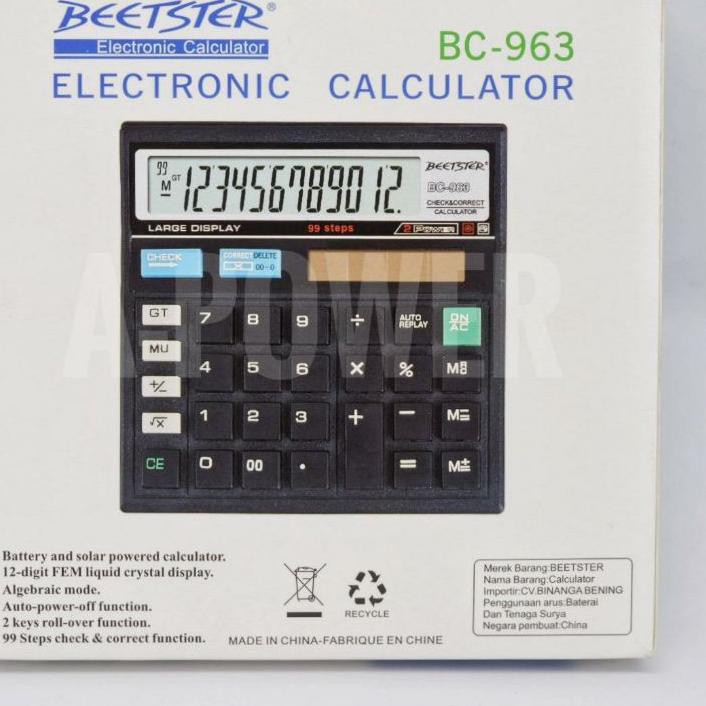 BEETSTER®
Electronic Calculator
BC-963
ELECTRONIC CALCULATOR
99
M GT
–
123456789012.
BEETSTER®
BC-963
CHECK&CORRECT
CALCULATOR
LARGE DISPLAY 99 steps 2 POWER
CHECK CORRECT DELETE
00→0
A POWER
GT 7 8 9 ÷ AUTO REPLAY ON/AC
MU
4 5 6 × %
+/–
1 2 3 + – M=
√x
CE 0 00 . = M±
Battery and solar powered calculator.
12-digit FEM liquid crystal display.
Algebraic mode.
Auto-power-off function.
2 keys roll-over function.
99 Steps check & correct function.
RECYCLE
MADE IN CHINA-FABRIQUE EN CHINE
Merek Barang:BEETSTER
Nama Barang:Calculator
Importir:CV.BINANGA BENING
Penggunaan arus:Baterai
Dan Tenaga Surya
Negara pembuat:China